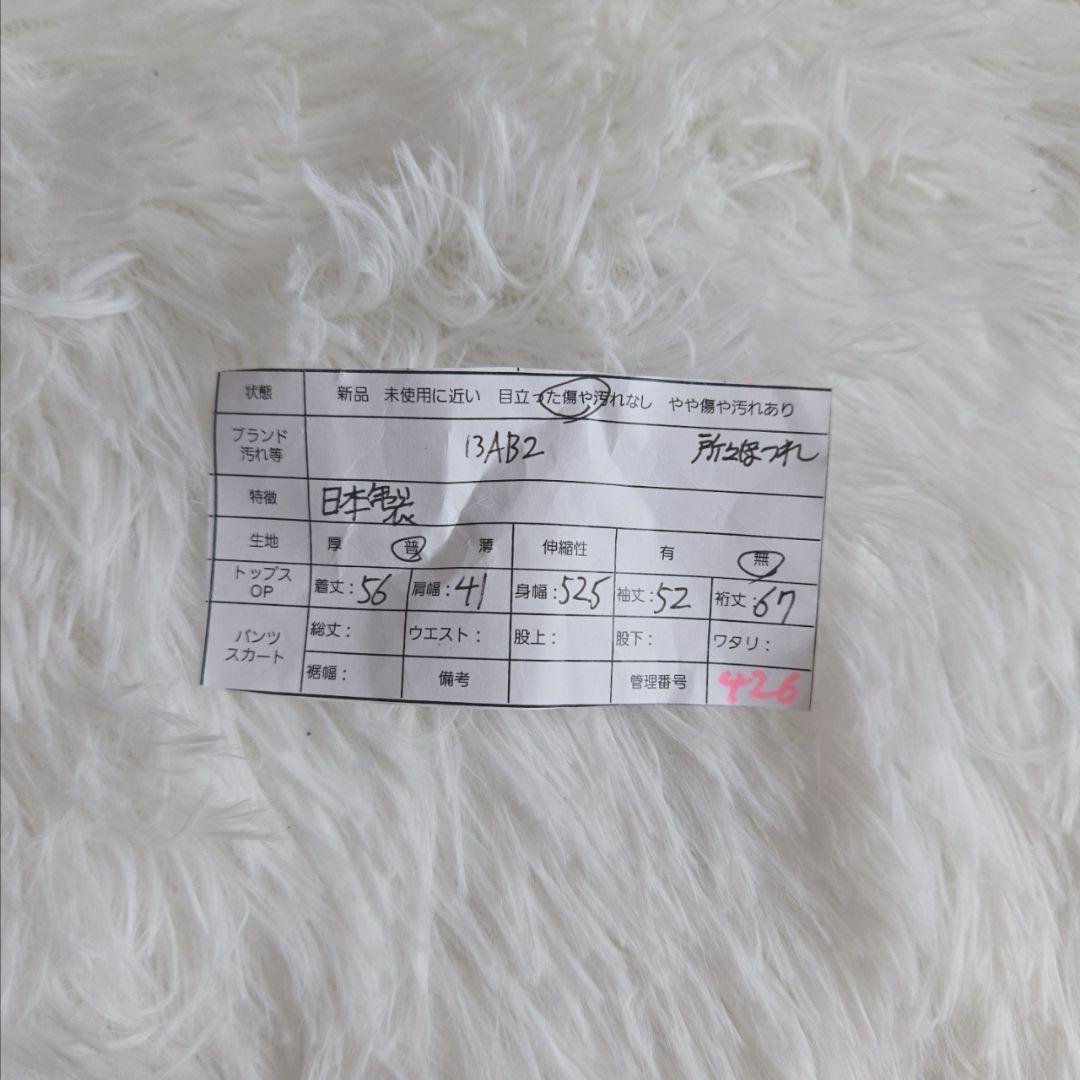 状態 新品 未使用に近い 目立った傷や汚れなし やや傷や汚れあり
ブランド 汚れ等 13AB2 所々ほつれ
特徴 日本製
生地 厚 普 薄 伸縮性 有 無
トップス OP 着丈:56 肩幅:41 身幅:52.5 袖丈:52 裄丈:67
パンツ スカート 総丈: ウエスト: 股上: 股下: ワタリ:
裾幅: 備考 管理番号 426